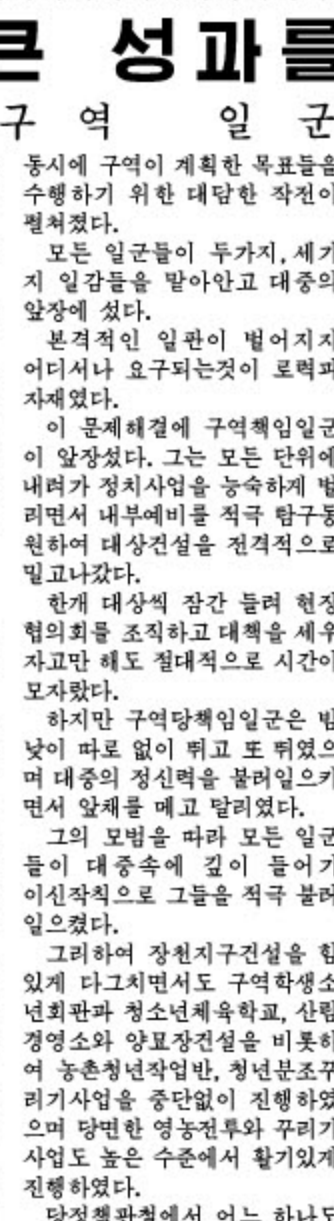 큰 성과를
구역 일군
동시에 구역이 계획한 목표들을
수행하기 위한 대담한 작전이
펼쳐졌다.
모든 일군들이 두가지, 세가
지 일감들을 맡아안고 대중의
앞장에 섰다.
본격적인 일판이 벌어지자
어디서나 요구되는것이 로력과
자재였다.
이 문제해결에 구역책임일군
이 앞장섰다. 그는 모든 단위에
내려가 정치사업을 능숙하게 벌
리면서 내부예비를 적극 탐구동
원하여 대상건설을 전격적으로
밀고나갔다.
한개 대상씩 잠간 들려 현장
협의회를 조직하고 대책을 세우
자고만 해도 절대적으로 시간이
모자랐다.
하지만 구역당책임일군은 밤
낮이 따로 없이 뛰고 또 뛰였으
며 대중의 정신력을 불러일으키
면서 앞채를 메고 달리였다.
그의 모범을 따라 모든 일군
들이 대중속에 깊이 들어가
이신작칙으로 그들을 적극 불러
일으켰다.
그리하여 장천지구건설을 힘
있게 다그치면서도 구역학생소
년회관과 청소년체육학교, 산림
경영소와 양묘장건설을 비롯하
여 농촌청년작업반, 청년분조꾸
리기사업을 중단없이 진행하였
으며 당면한 영농전투와 꾸리기
사업도 높은 수준에서 활기있게
진행하였다.
당정책관철에서 어느 하나도